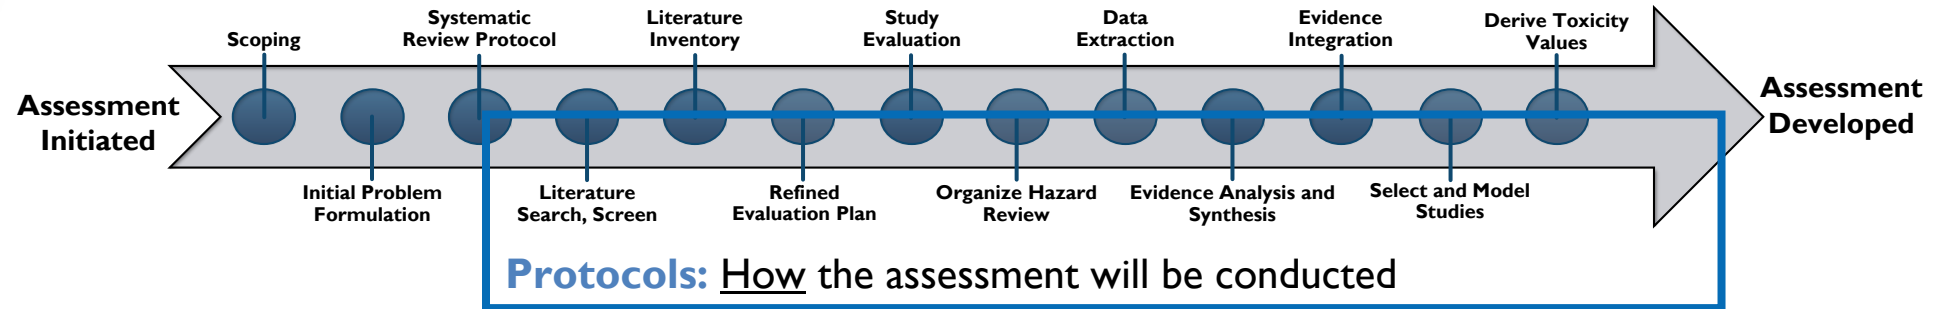 Assessment
Initiated
Scoping
Initial Problem
Formulation
Systematic
Review Protocol
Literature
Search, Screen
Literature
Inventory
Refined
Evaluation Plan
Study
Evaluation
Organize Hazard
Review
Data
Extraction
Evidence Analysis and
Synthesis
Evidence
Integration
Select and Model
Studies
Derive Toxicity
Values
Assessment
Developed
Protocols: How the assessment will be conducted